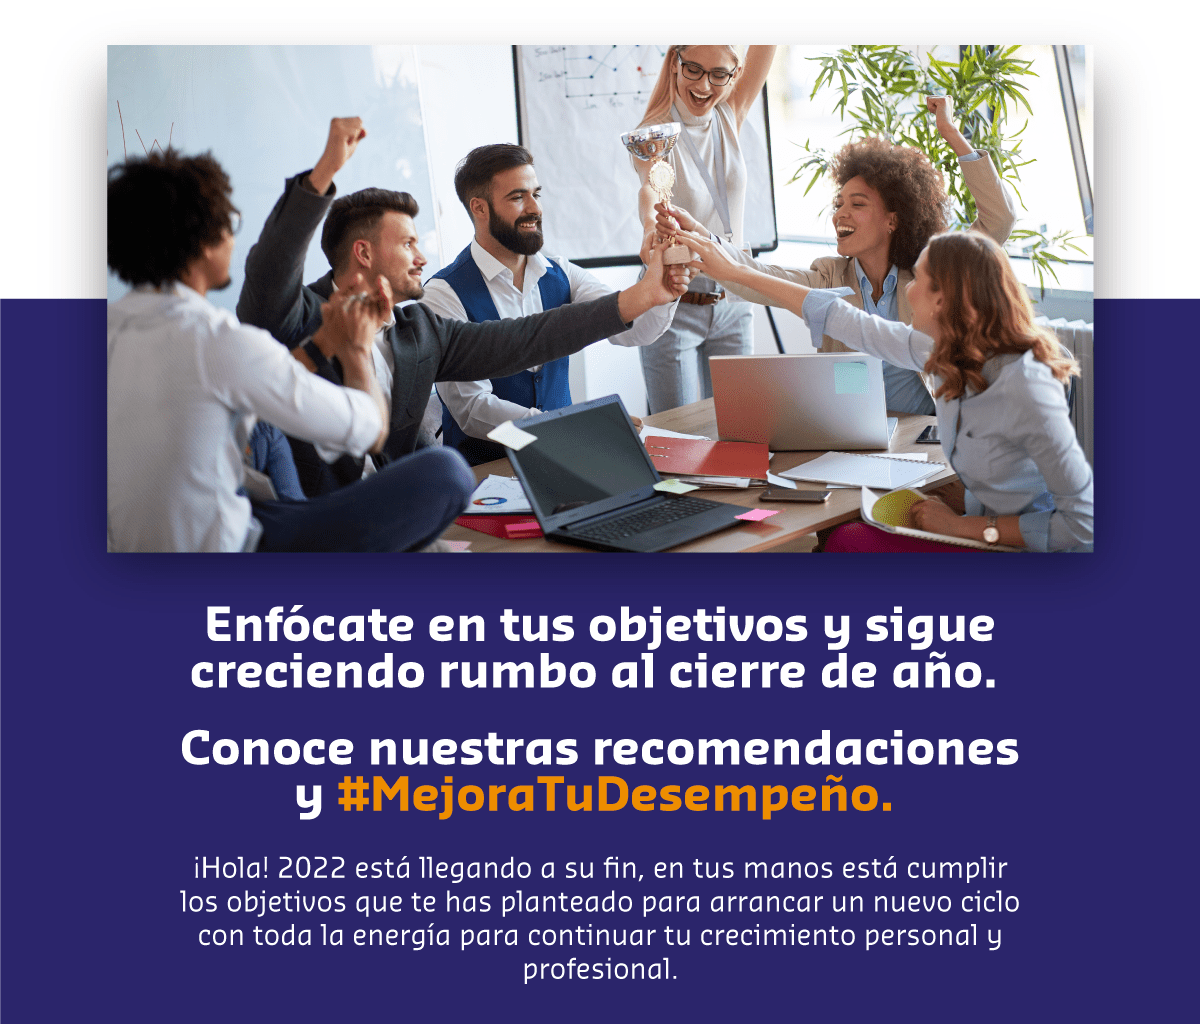 Enfócate en tus objetivos y sigue
creciendo rumbo al cierre de año.
Conoce nuestras recomendaciones
y #MejoraTuDesempeño.
¡Hola! 2022 está llegando a su fin, en tus manos está cumplir
los objetivos que te has planteado para arrancar un nuevo ciclo
con toda la energía para continuar tu crecimiento personal y
profesional.